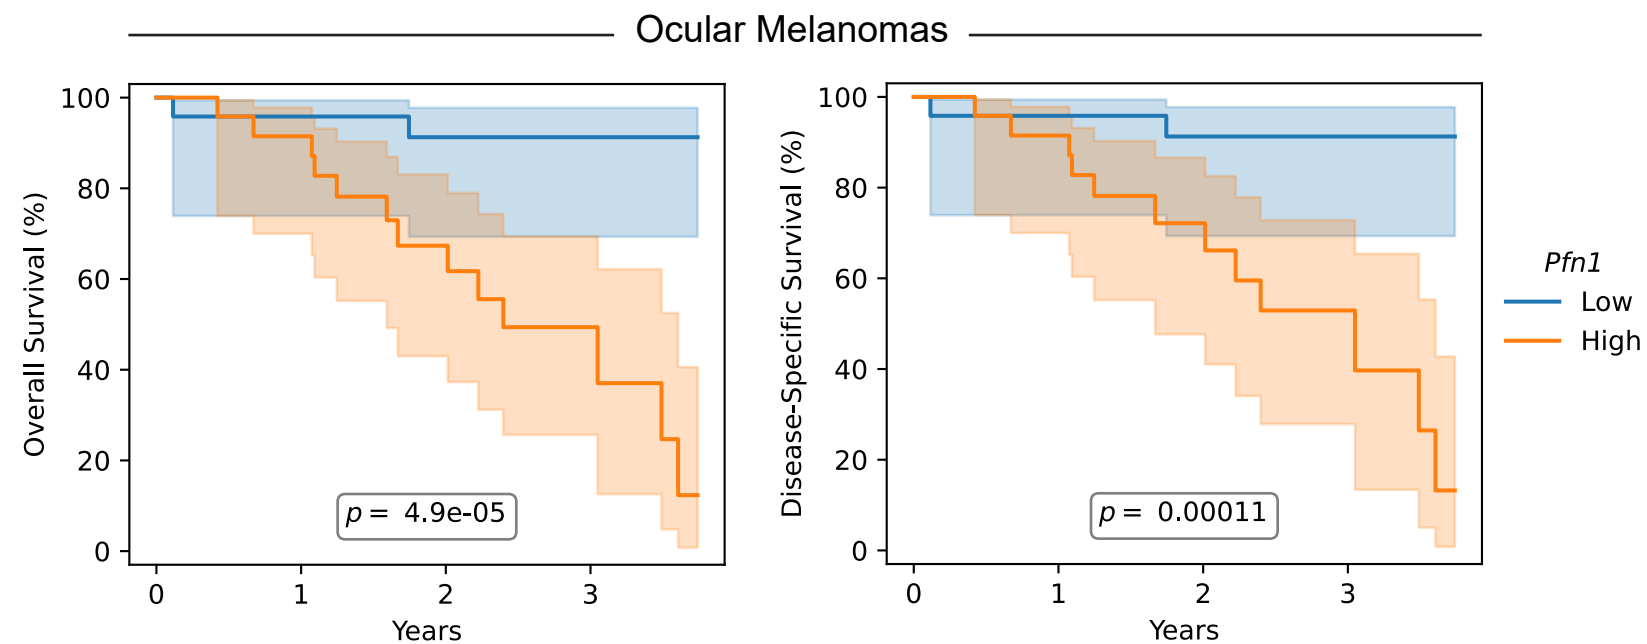 Ocular Melanomas
Overall Survival (%)
100
80
60
40
20
0
p = 4.9e-05
0 1 2 3
Years
Disease-Specific Survival (%)
100
80
60
40
20
0
p = 0.00011
0 1 2 3
Years
Pfn1
Low
High